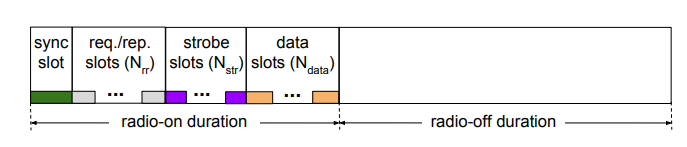 sync
slot
req./rep.
slots (Nrr)
strobe
slots (Nstr)
data
slots (Ndata)
...
...
...
radio-on duration
radio-off duration